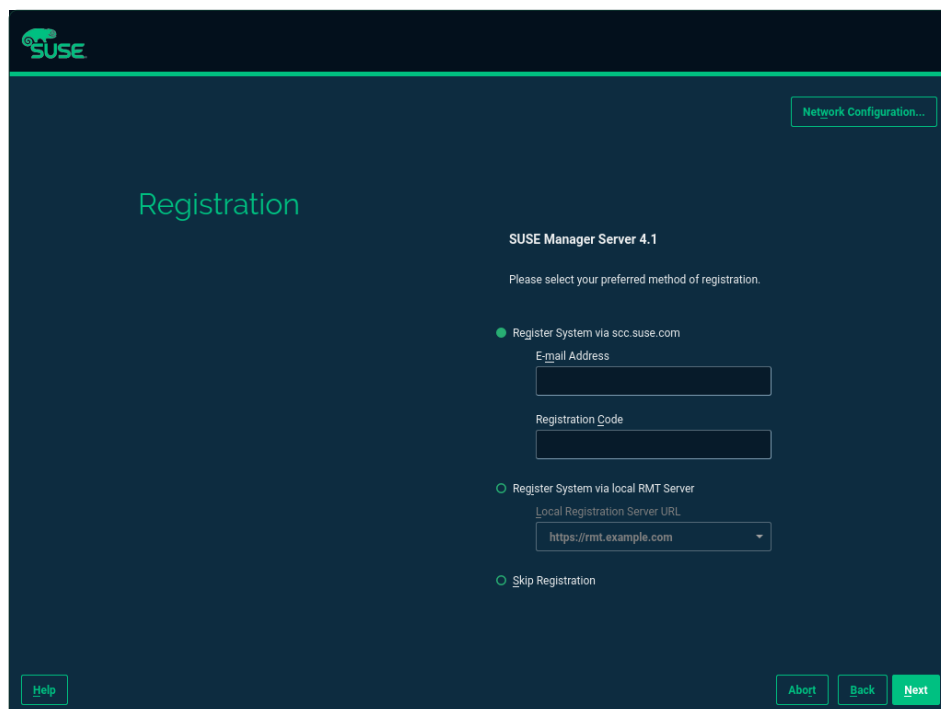 SUSE
Network Configuration...
Registration
SUSE Manager Server 4.1
Please select your preferred method of registration.
Register System via scc.suse.com
E-mail Address
Registration Code
Register System via local RMT Server
Local Registration Server URL
https://rmt.example.com
Skip Registration
Help
Abort
Back
Next